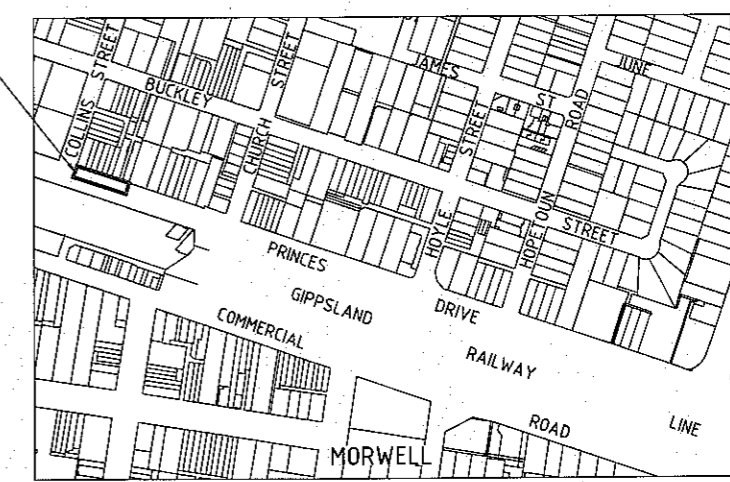 COLLINS STREET
BUCKLEY
CHURCH STREET
JAMES ST
JUNE
HOYLE STREET
HOPETOUN ROAD
STREET
PRINCES DRIVE
GIPPSLAND RAILWAY LINE
COMMERCIAL ROAD
MORWELL